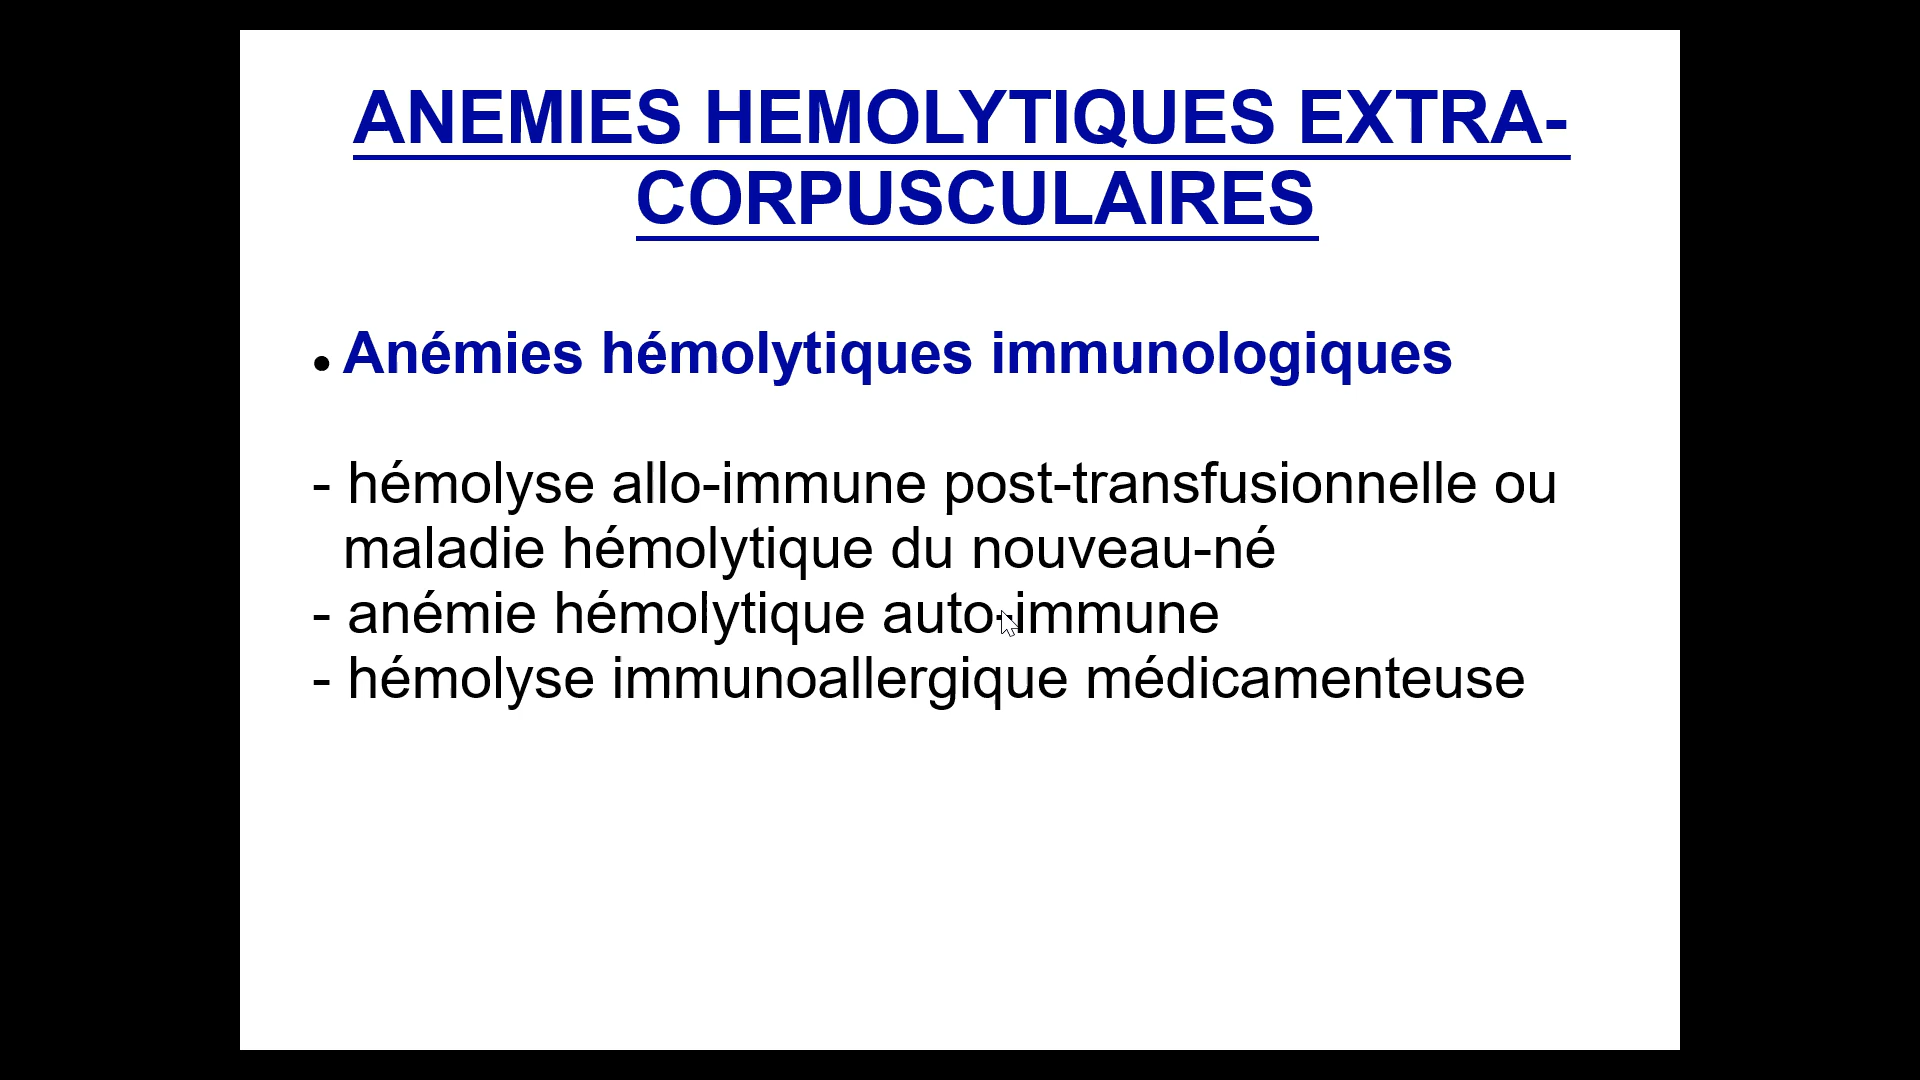 ANEMIES HEMOLYTIQUES EXTRA-
CORPUSCULAIRES
• Anémies hémolytiques immunologiques
- hémolyse allo-immune post-transfusionnelle ou
maladie hémolytique du nouveau-né
- anémie hémolytique auto-immune
- hémolyse immunoallergique médicamenteuse